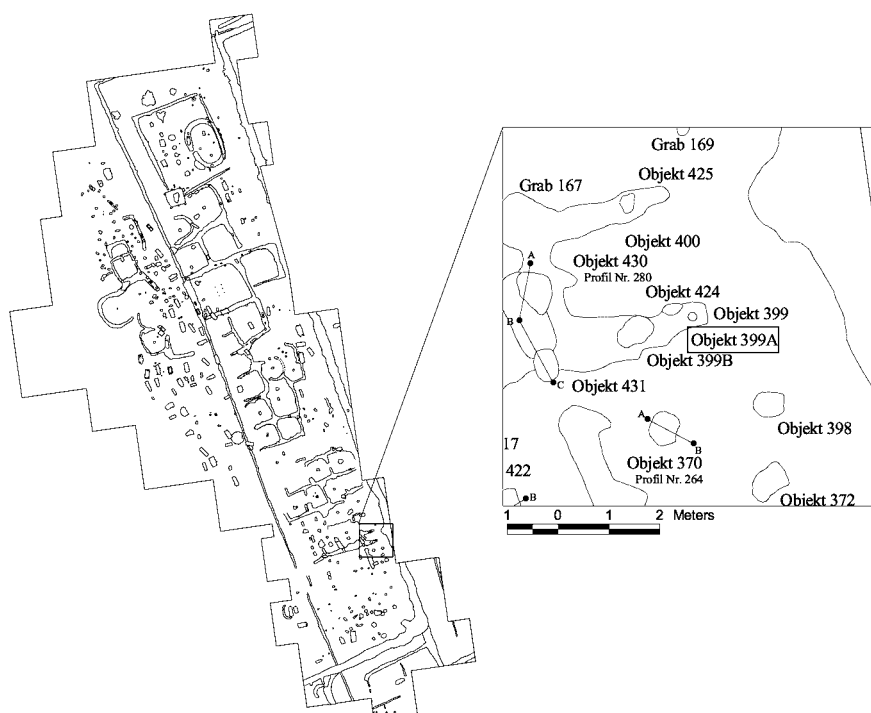 Grab 169
Objekt 425
Grab 167
Objekt 400
A
Objekt 430
Profil Nr. 280
Objekt 424
Objekt 399
B
Objekt 399A
Objekt 399B
C
Objekt 431
A
Objekt 398
17
B
Objekt 370
422
Profil Nr. 264
Objekt 372
B
1 0 1 2 Meters